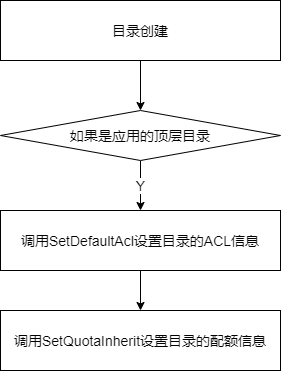 目录创建
如果是应用的顶层目录
Y
调用SetDefaultAcl设置目录的ACL信息
调用SetQuotaInherit设置目录的配额信息